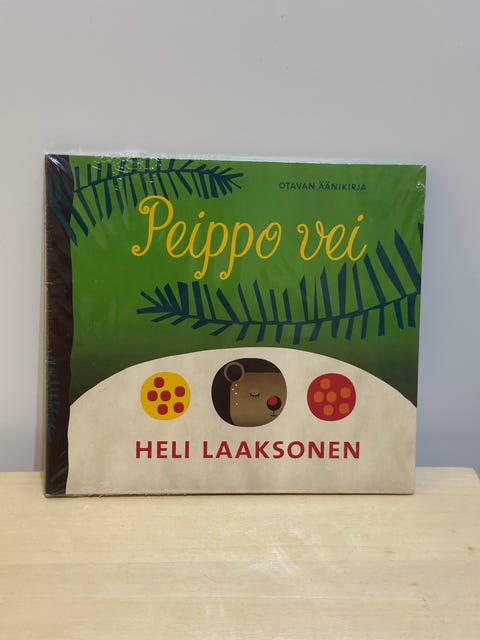 OTAVAN ÄÄNIKIRJA
Peippo vei
HELI LAAKSONEN